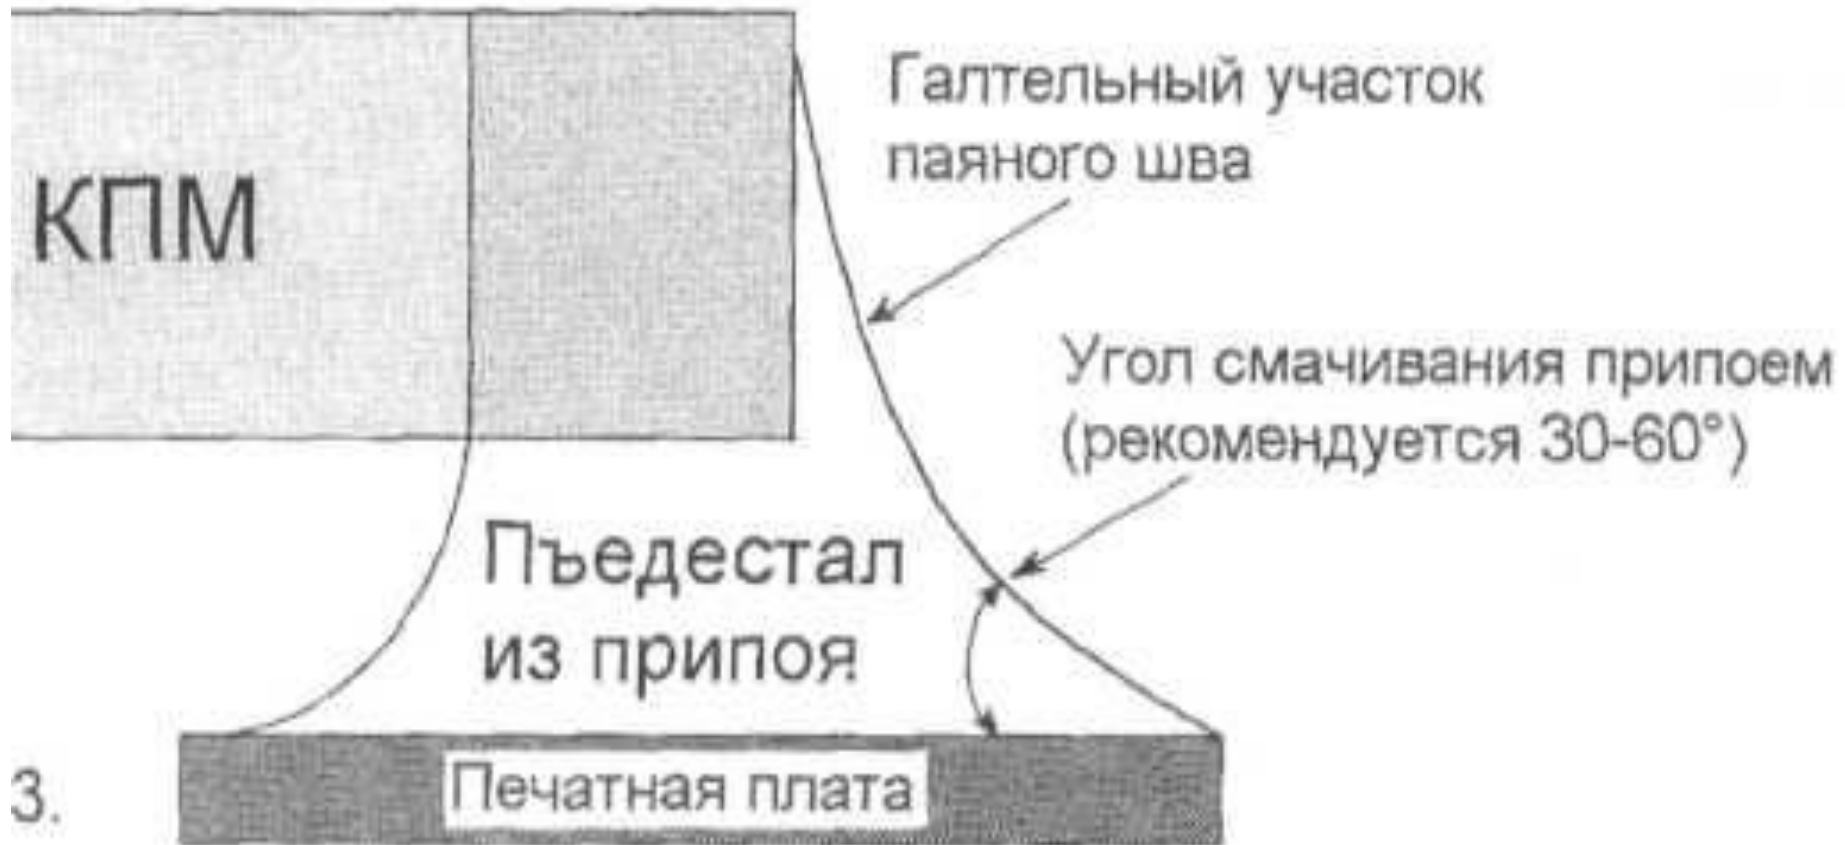 Галтельный участок
паяного шва
КПМ
Угол смачивания припоем
(рекомендуется 30-60°)
Пъедестал
из припоя
Печатная плата
3.